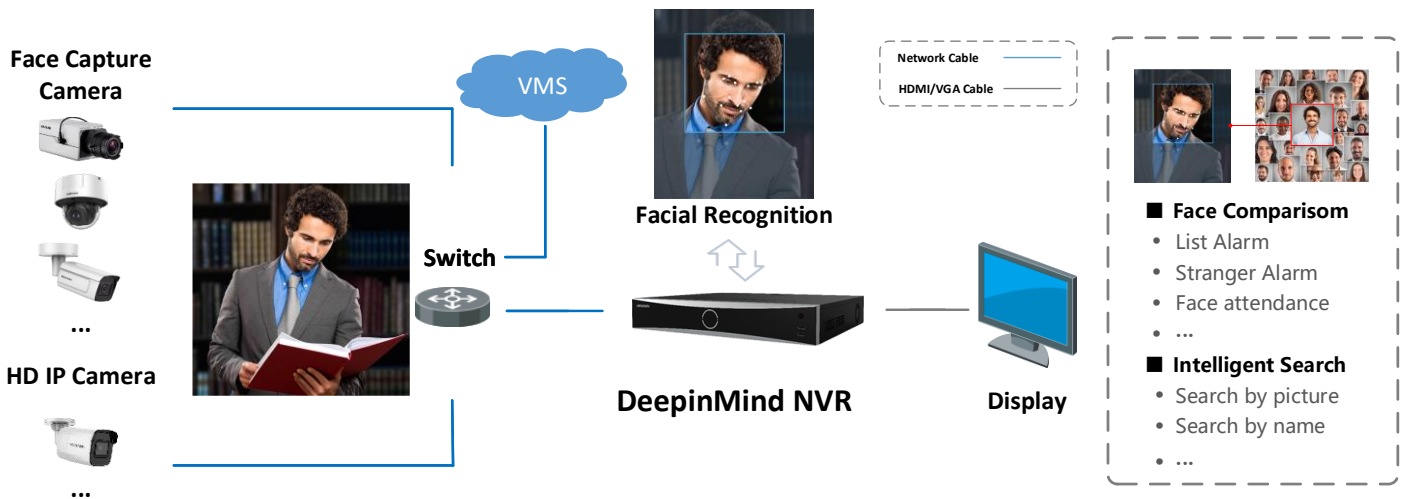 Face Capture
Camera
...
HD IP Camera
...
VMS
Switch
Facial Recognition
DeepinMind NVR
Network Cable
HDMI/VGA Cable
Display
■ Face Comparisom
• List Alarm
• Stranger Alarm
• Face attendance
• ...
■ Intelligent Search
• Search by picture
• Search by name
• ...